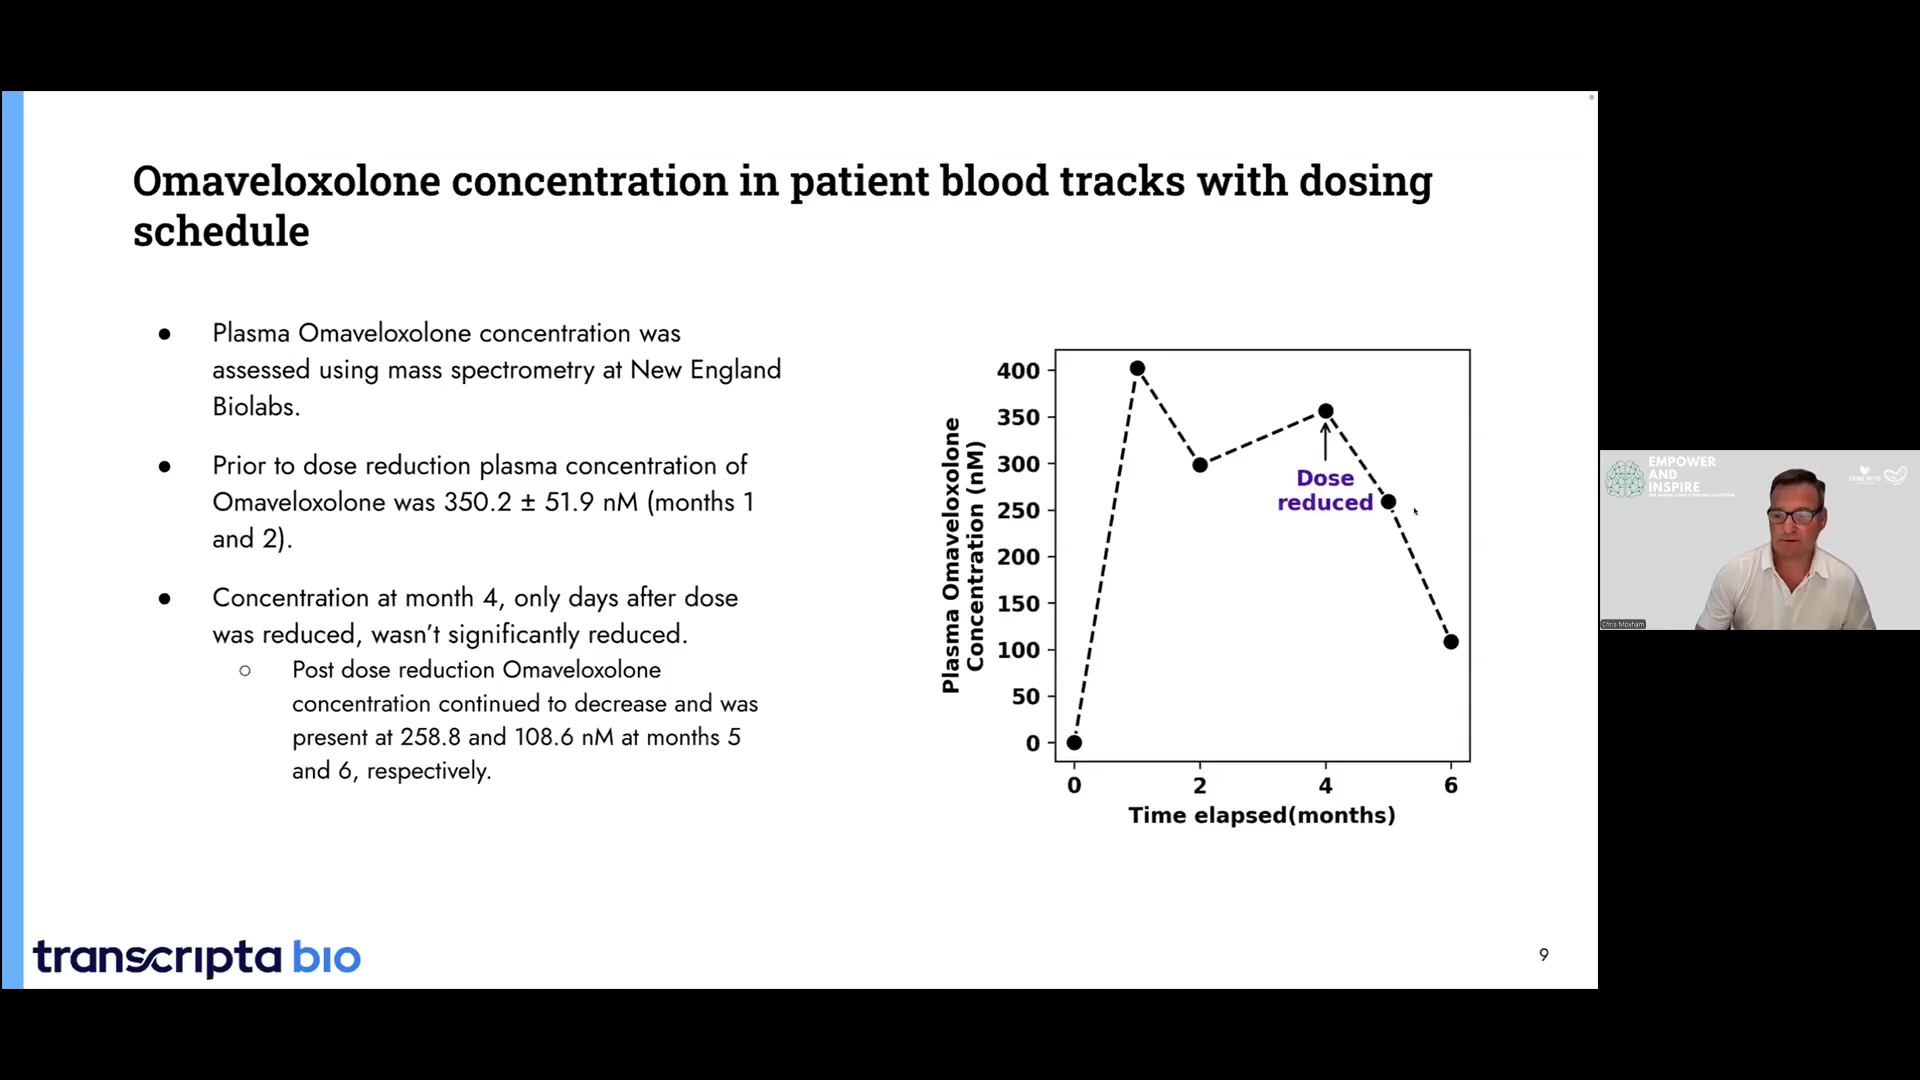 Omaveloxolone concentration in patient blood tracks with dosing
schedule
● Plasma Omaveloxolone concentration was
assessed using mass spectrometry at New England
Biolabs.
● Prior to dose reduction plasma concentration of
Omaveloxolone was 350.2 ± 51.9 nM (months 1
and 2).
● Concentration at month 4, only days after dose
was reduced, wasn’t significantly reduced.
○ Post dose reduction Omaveloxolone
concentration continued to decrease and was
present at 258.8 and 108.6 nM at months 5
and 6, respectively.
Plasma Omaveloxolone
Concentration (nM)
400
350
300
250
200
150
100
50
0
Dose
reduced
0 2 4 6
Time elapsed(months)
transcripta bio
9
EMPOWER
AND
INSPIRE
CURE MITO
Chris Moxham